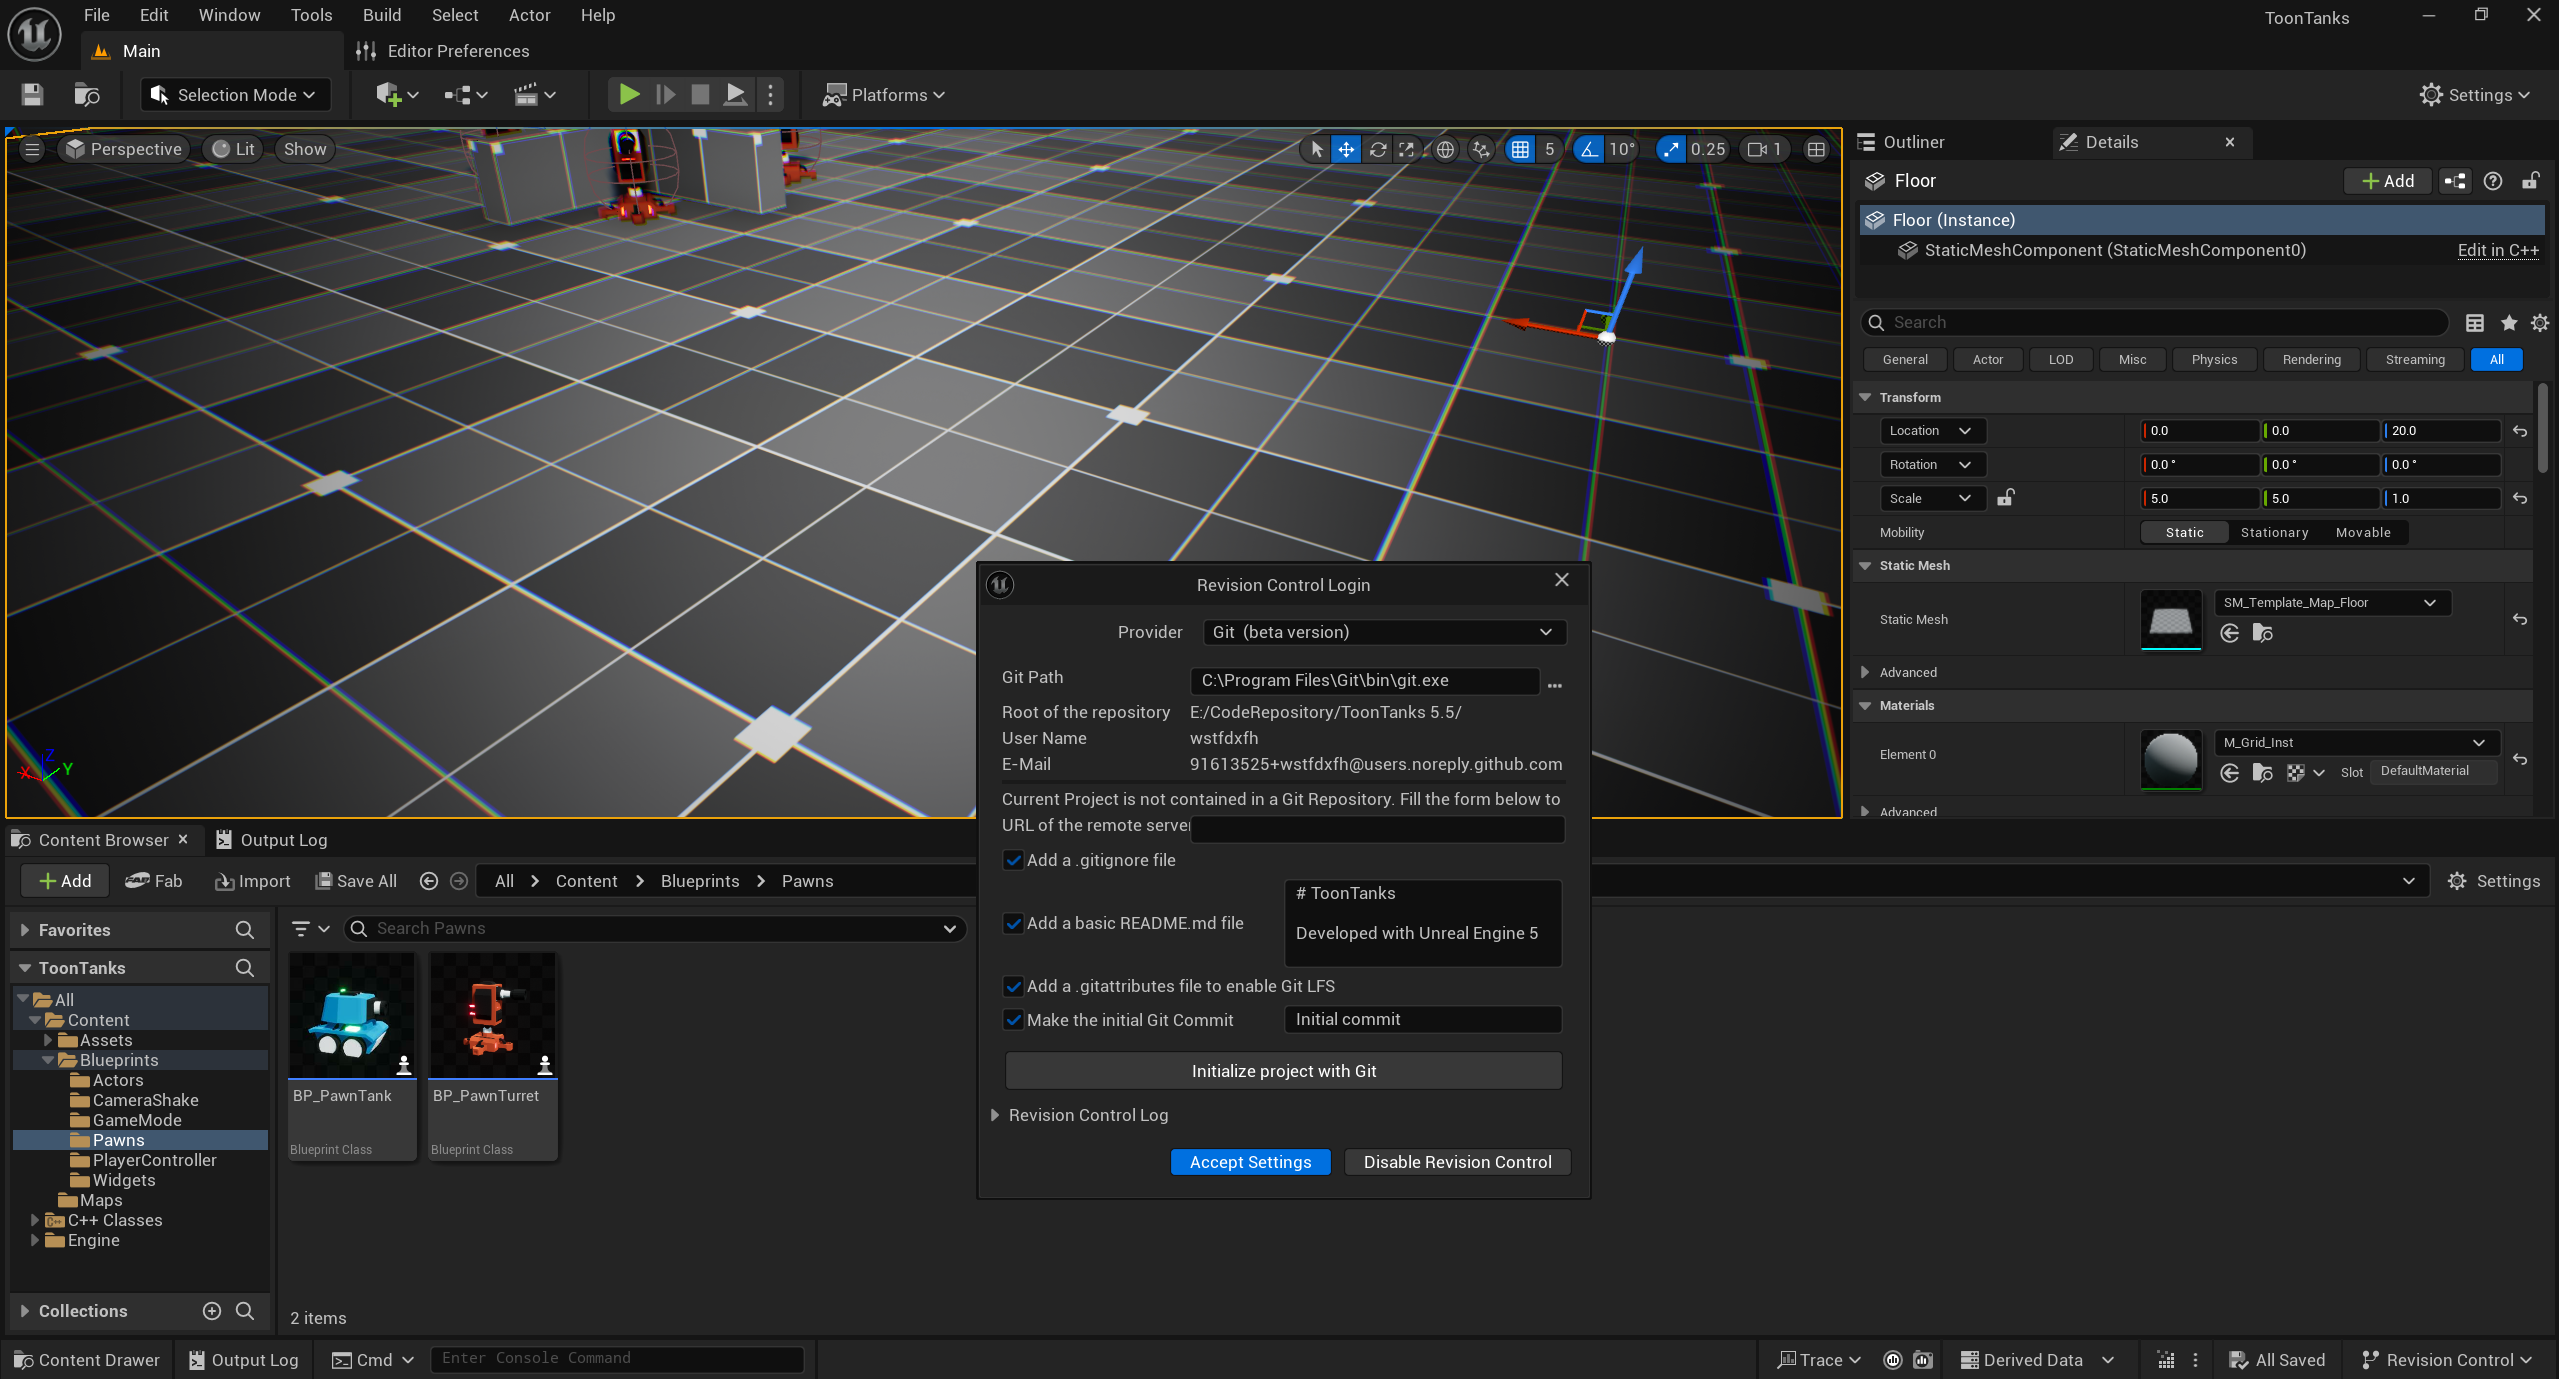 File Edit Window Tools Build Select Actor Help
ToonTanks
Main
Editor Preferences
Selection Mode
Platforms
Settings
Perspective
Lit
Show
5
10°
0.25
1
Z
X
Y
Outliner
Details
Floor
Add
Floor (Instance)
StaticMeshComponent (StaticMeshComponent0)
Edit in C++
Search
General Actor LOD Misc Physics Rendering Streaming All
Transform
Location 0.0 0.0 20.0
Rotation 0.0 ° 0.0 ° 0.0 °
Scale 5.0 5.0 1.0
Mobility Static Stationary Movable
Static Mesh
Static Mesh
SM_Template_Map_Floor
Advanced
Materials
Element 0
M_Grid_Inst
Slot DefaultMaterial
Advanced
Revision Control Login
Provider Git (beta version)
Git Path C:\Program Files\Git\bin\git.exe ...
Root of the repository E:/CodeRepository/ToonTanks 5.5/
User Name wstfdxfh
E-Mail 91613525+wstfdxfh@users.noreply.github.com
Current Project is not contained in a Git Repository. Fill the form below to
URL of the remote server
Add a .gitignore file
Add a basic README.md file
# ToonTanks
Developed with Unreal Engine 5
Add a .gitattributes file to enable Git LFS
Make the initial Git Commit
Initial commit
Initialize project with Git
Revision Control Log
Accept Settings
Disable Revision Control
Content Browser
Output Log
Add
Fab
Import
Save All
All > Content > Blueprints > Pawns
Settings
Favorites
ToonTanks
All
Content
Assets
Blueprints
Actors
CameraShake
GameMode
Pawns
PlayerController
Widgets
Maps
C++ Classes
Engine
Collections
Search Pawns
BP_PawnTank
Blueprint Class
BP_PawnTurret
Blueprint Class
2 items
Content Drawer
Output Log
Cmd
Enter Console Command
Trace
Derived Data
All Saved
Revision Control